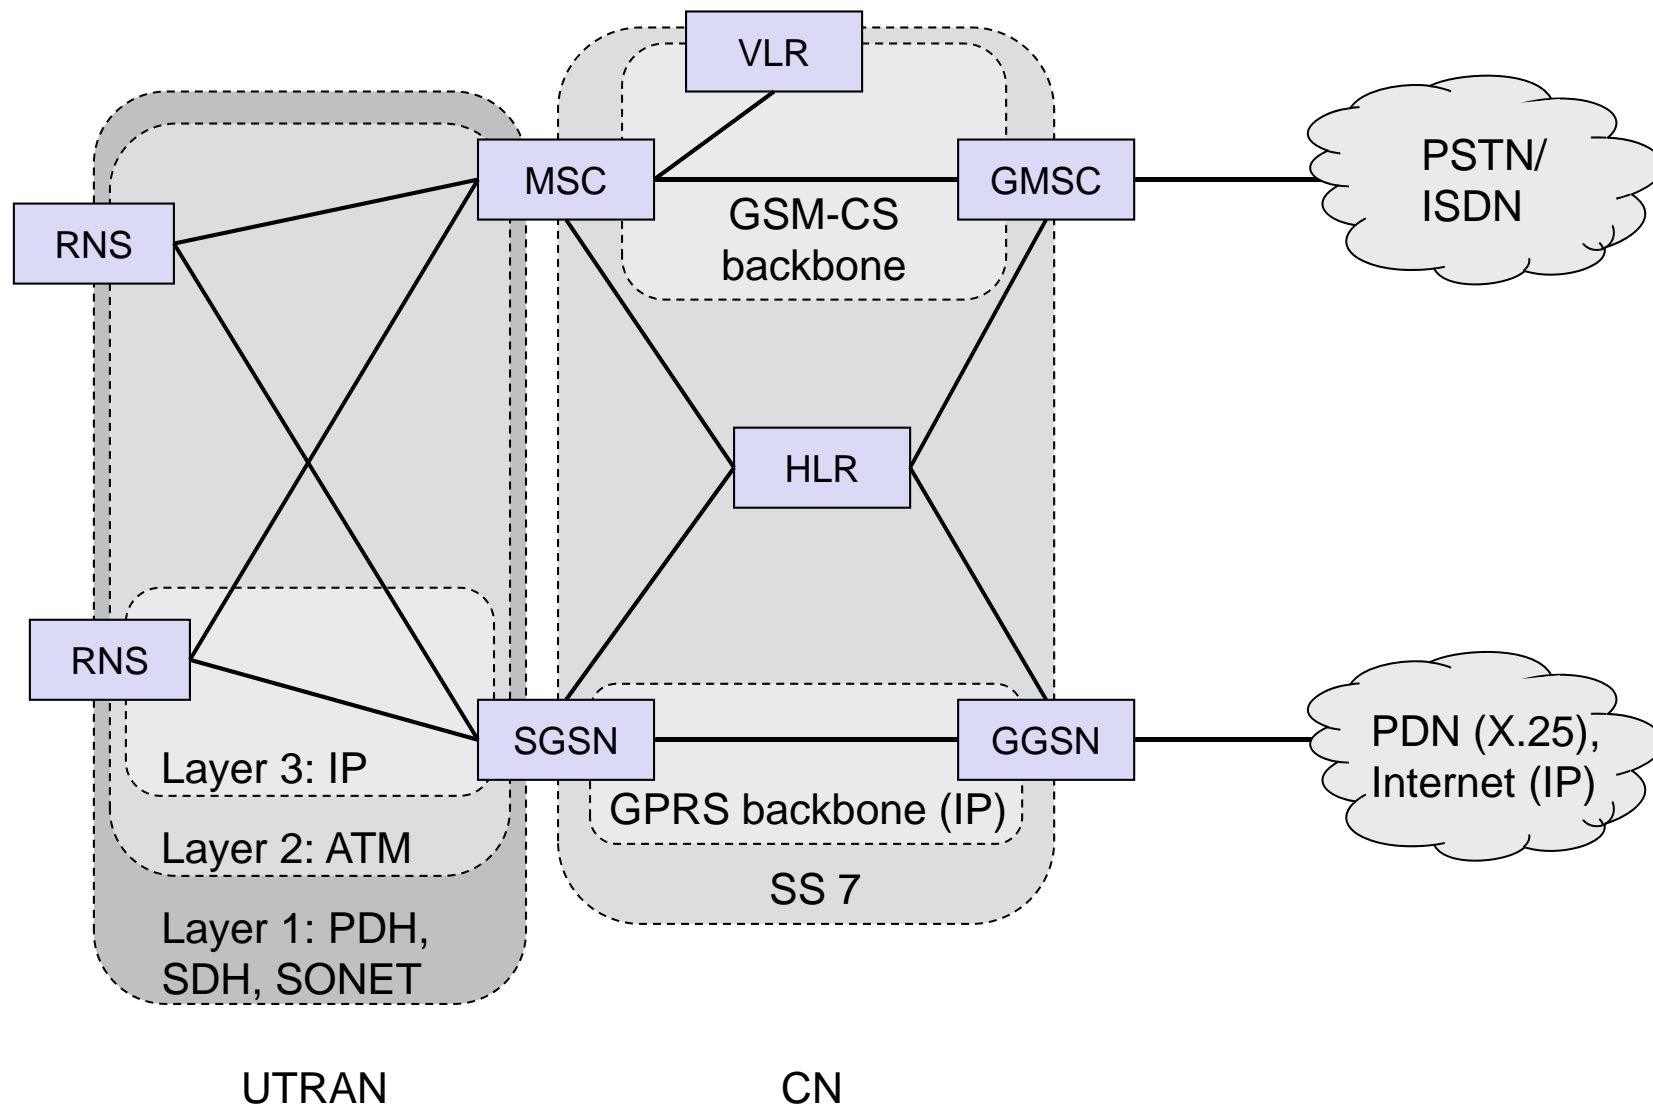 VLR
MSC
GMSC
PSTN/
ISDN
GSM-CS
backbone
RNS
HLR
RNS
SGSN
GGSN
PDN (X.25),
Internet (IP)
Layer 3: IP
GPRS backbone (IP)
Layer 2: ATM
SS 7
Layer 1: PDH,
SDH, SONET
UTRAN
CN